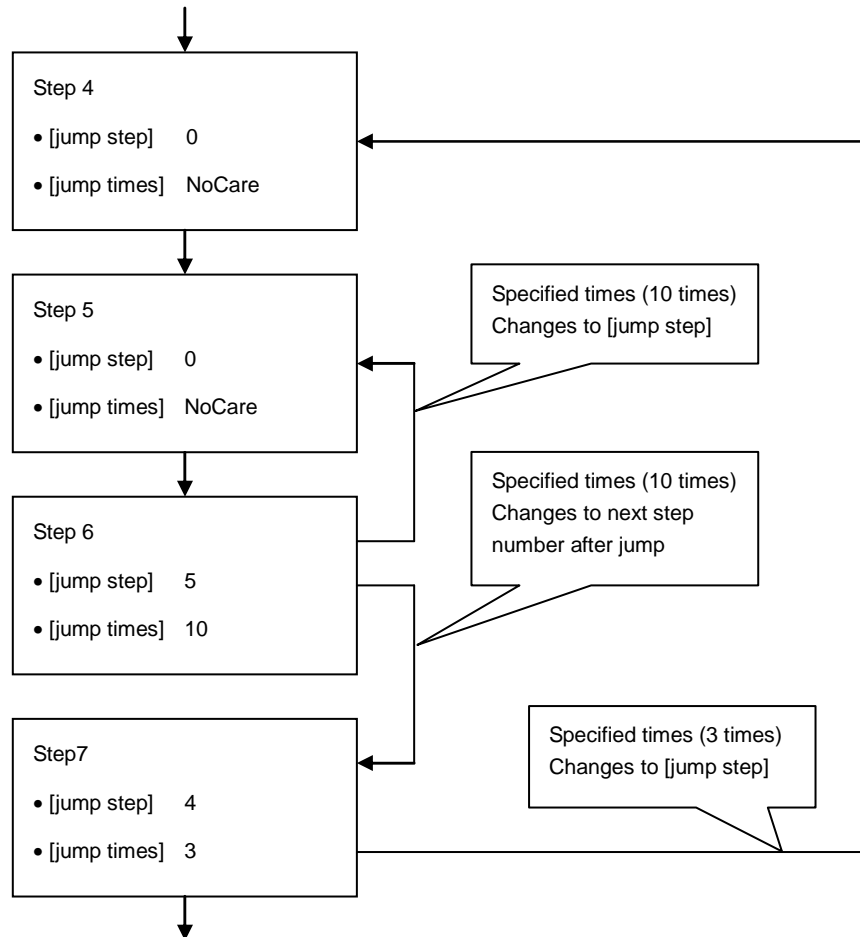 Step 4
• [jump step] 0
• [jump times] NoCare
Step 5
• [jump step] 0
• [jump times] NoCare
Specified times (10 times)
Changes to [jump step]
Step 6
• [jump step] 5
• [jump times] 10
Specified times (10 times)
Changes to next step
number after jump
Step7
• [jump step] 4
• [jump times] 3
Specified times (3 times)
Changes to [jump step]